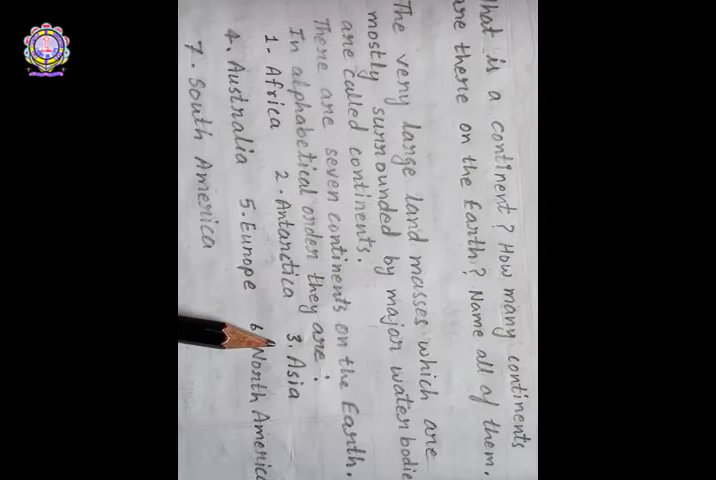 What is a continent? How many continents
are there on the Earth? Name all of them.
The very large land masses which are
mostly surrounded by major water bodie
are called continents.
There are seven continents on the Earth.
In alphabetical order they are:
1. Africa 2. Antarctica 3. Asia
4. Australia 5. Europe 6 North America
7. South America